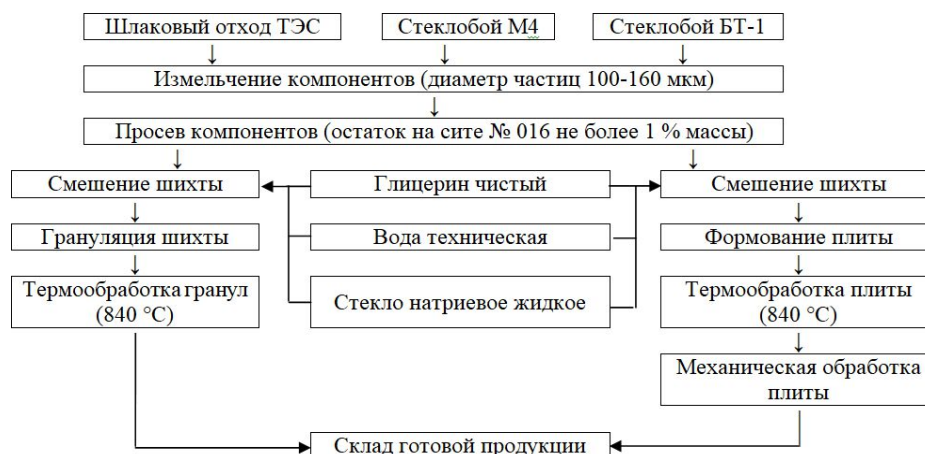 Шлаковый отход ТЭС
Стеклобой М4
Стеклобой БТ-1
↓ ↓ ↓
Измельчение компонентов (диаметр частиц 100-160 мкм)
↓
Просев компонентов (остаток на сите № 016 не более 1 % массы)
↓ ↓
Смешение шихты
Глицерин чистый
Смешение шихты
↓ ↓
Грануляция шихты
Вода техническая
Формование плиты
↓ ↓
Термообработка гранул
(840 °C)
Стекло натриевое жидкое
Термообработка плиты
(840 °C)
↓
Механическая обработка
плиты
Склад готовой продукции